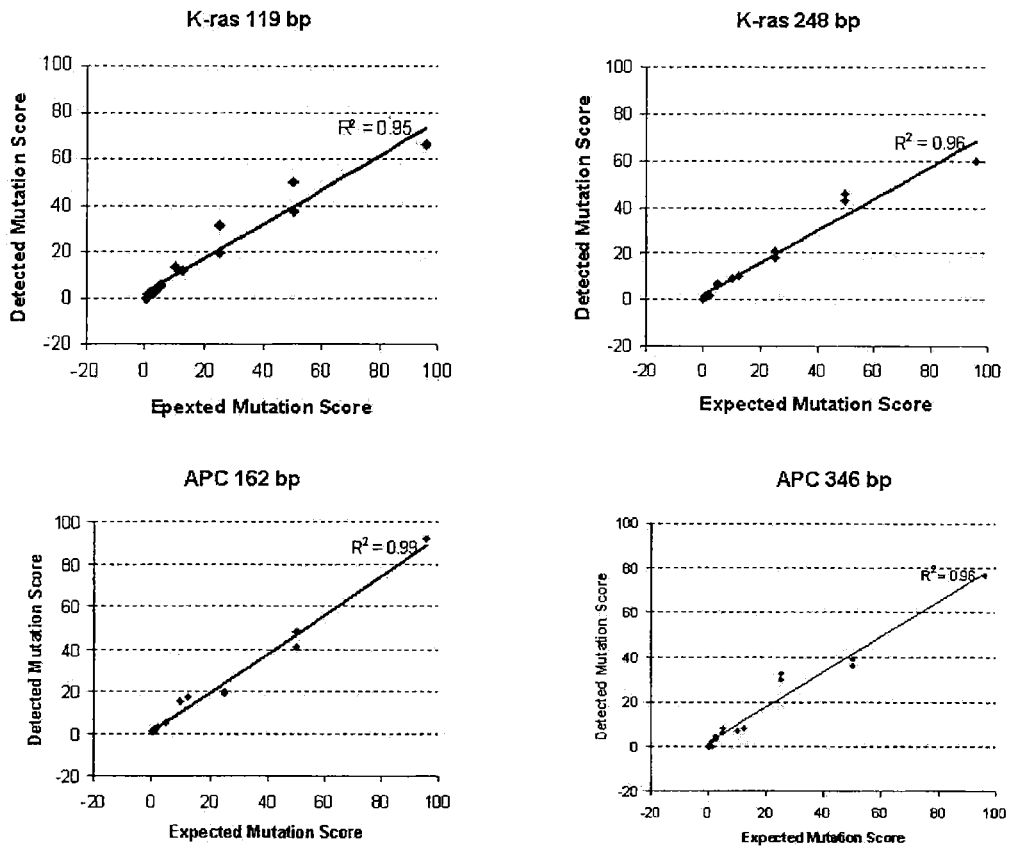 K-ras 119 bp
100
80
60
40
20
0
-20
R² = 0.95
-20 0 20 40 60 80 100
Detected Mutation Score
Epexted Mutation Score
K-ras 248 bp
100
80
60
40
20
0
-20
R² = 0.96
-20 0 20 40 60 80 100
Detected Mutation Score
Expected Mutation Score
APC 162 bp
100
80
60
40
20
0
-20
R² = 0.99
-20 0 20 40 60 80 100
Detected Mutation Score
Expected Mutation Score
APC 346 bp
100
80
60
40
20
0
-20
R² = 0.96
-20 0 20 40 60 80 100
Detected Mutation Score
Expected Mutation Score